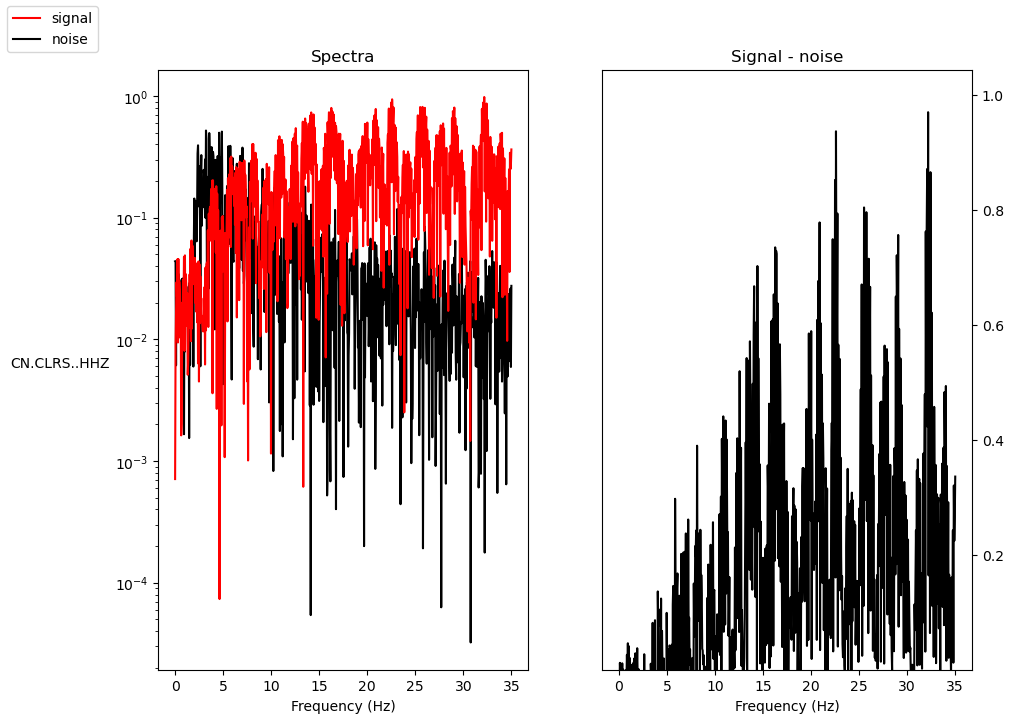 signal
noise
Spectra
Signal - noise
10⁰
10⁻¹
10⁻²
10⁻³
10⁻⁴
CN.CLRS..HHZ
1.0
0.8
0.6
0.4
0.2
0 5 10 15 20 25 30 35
0 5 10 15 20 25 30 35
Frequency (Hz)
Frequency (Hz)